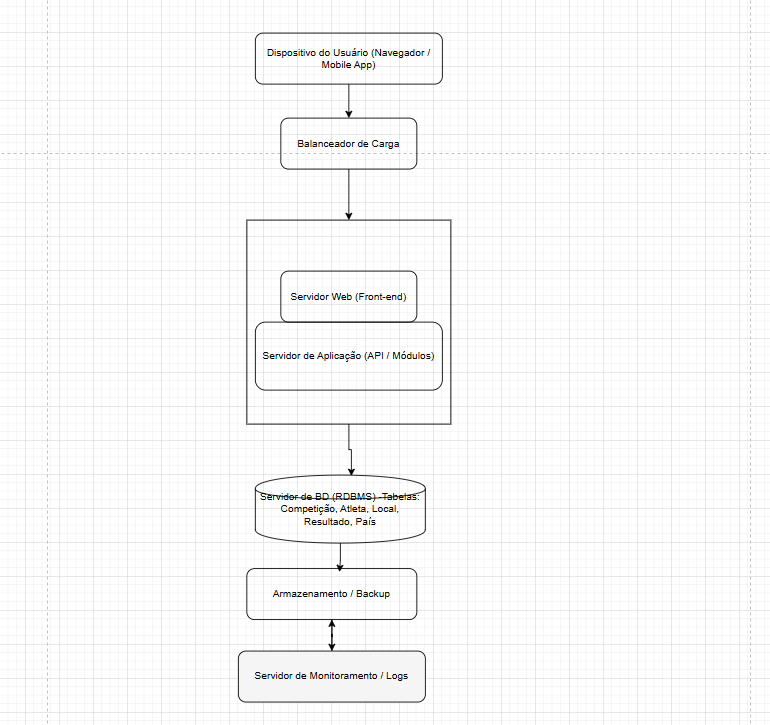 Dispositivo do Usuário (Navegador /
Mobile App)
Balanceador de Carga
Servidor Web (Front-end)
Servidor de Aplicação (API / Módulos)
Servidor de BD (RDBMS) -Tabelas:
Competição, Atleta, Local,
Resultado, País
Armazenamento / Backup
Servidor de Monitoramento / Logs